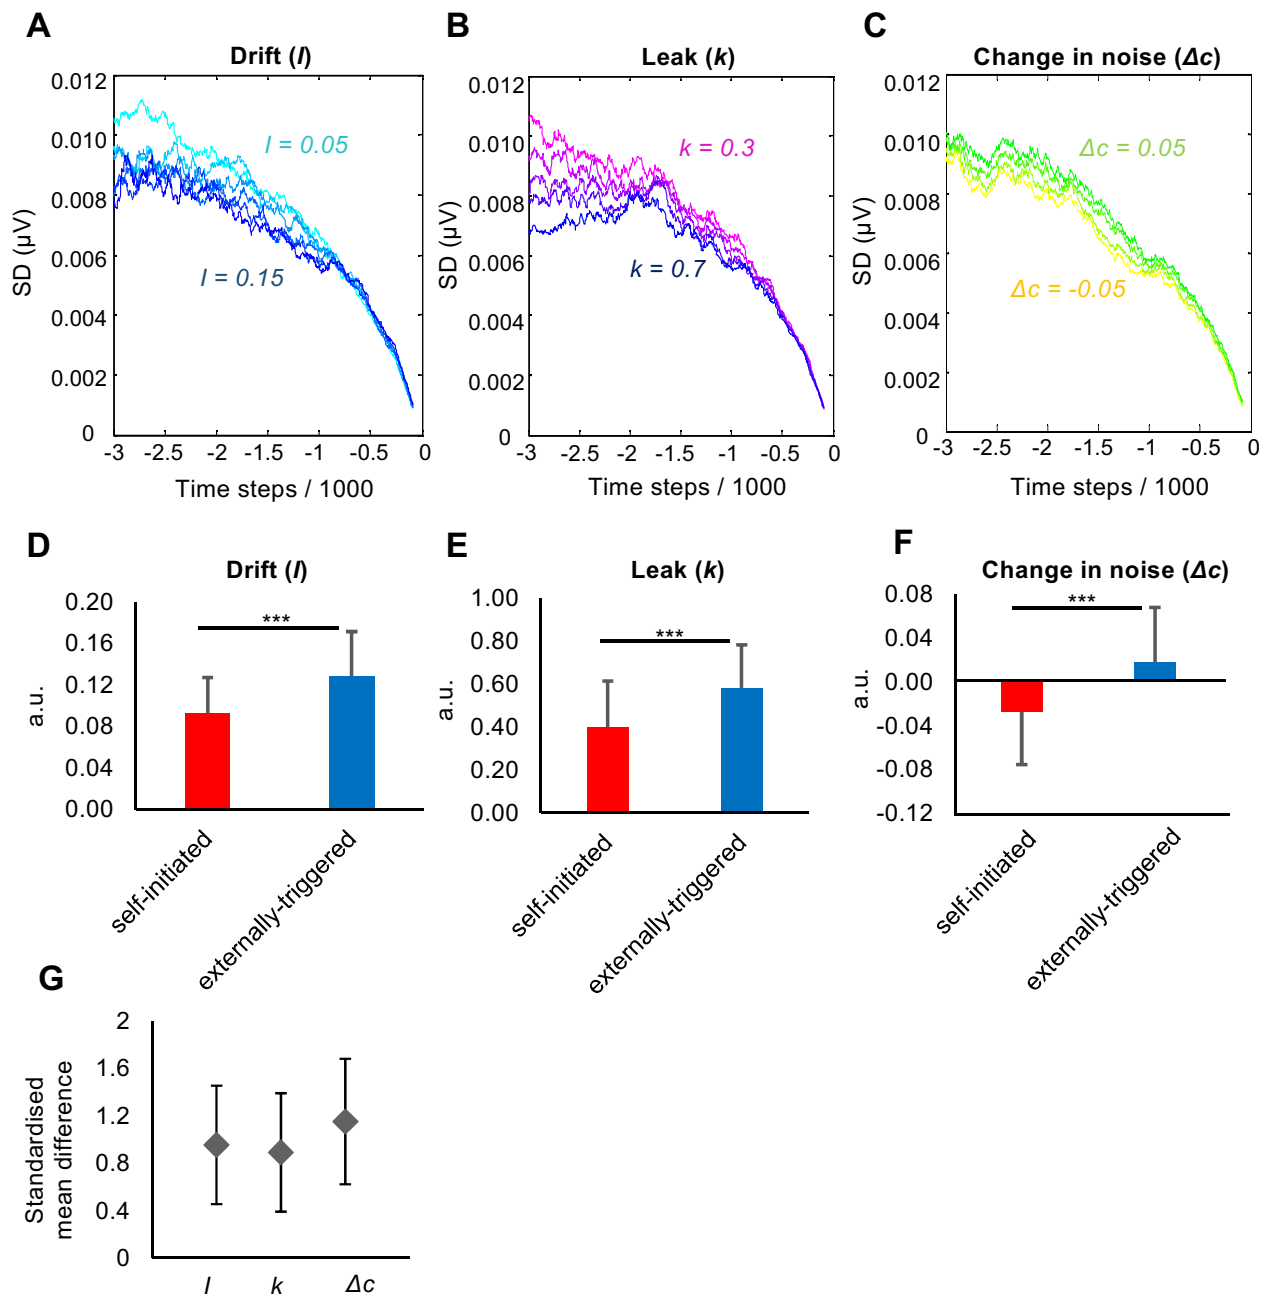 A
Drift (I)
0.012
0.010
0.008
0.006
0.004
0.002
0
SD (µV)
I = 0.05
I = 0.15
-3 -2.5 -2 -1.5 -1 -0.5 0
Time steps / 1000
B
Leak (k)
0.012
0.010
0.008
0.006
0.004
0.002
0
SD (µV)
k = 0.3
k = 0.7
-3 -2.5 -2 -1.5 -1 -0.5 0
Time steps / 1000
C
Change in noise (Δc)
0.012
0.010
0.008
0.006
0.004
0.002
0
SD (µV)
Δc = 0.05
Δc = -0.05
-3 -2.5 -2 -1.5 -1 -0.5 0
Time steps / 1000
D
Drift (I)
0.20
0.16
0.12
0.08
0.04
0.00
a.u.
***
self-initiated
externally-triggered
E
Leak (k)
1.00
0.80
0.60
0.40
0.20
0.00
a.u.
***
self-initiated
externally-triggered
F
Change in noise (Δc)
0.08
0.04
0.00
-0.04
-0.08
-0.12
a.u.
***
self-initiated
externally-triggered
G
2
1.6
1.2
0.8
0.4
0
Standardised
mean difference
I k Δc